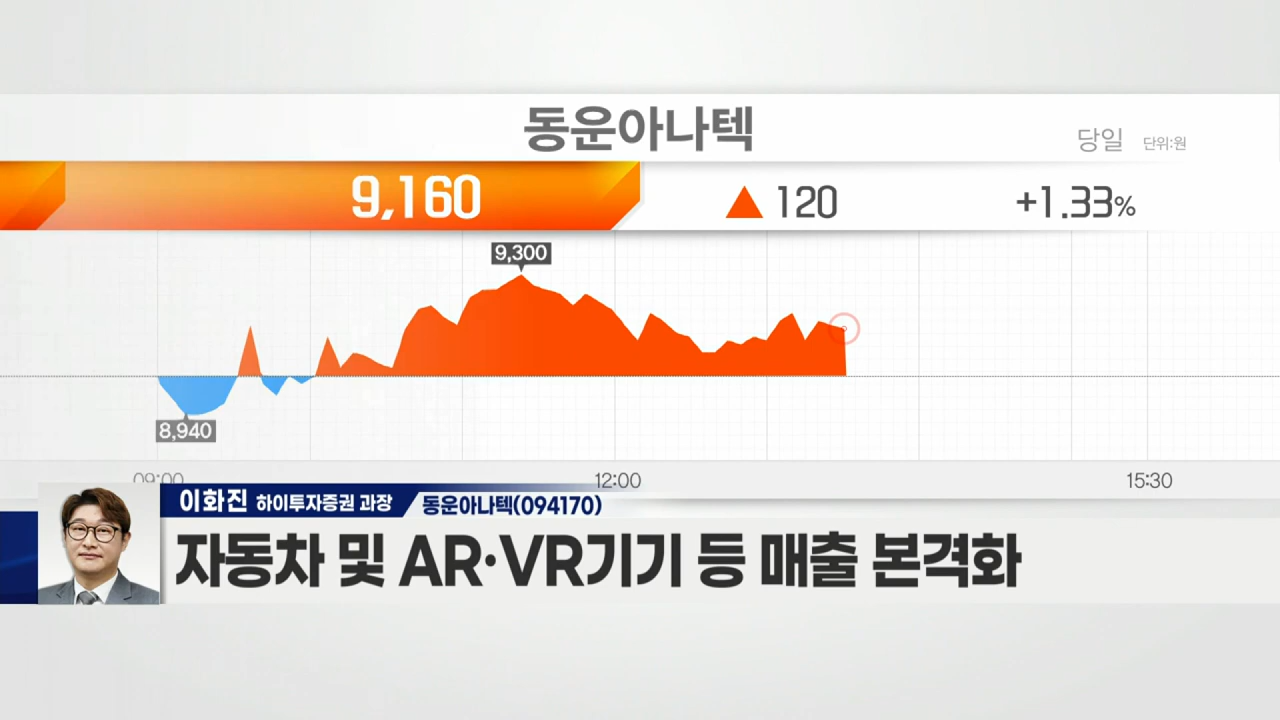 동운아나텍
당일 단위:원
9,160 ▲ 120 +1.33%
9,300
8,940
09:00 12:00 15:30
이화진 하이투자증권 과장 동운아나텍(094170)
자동차 및 AR·VR기기 등 매출 본격화